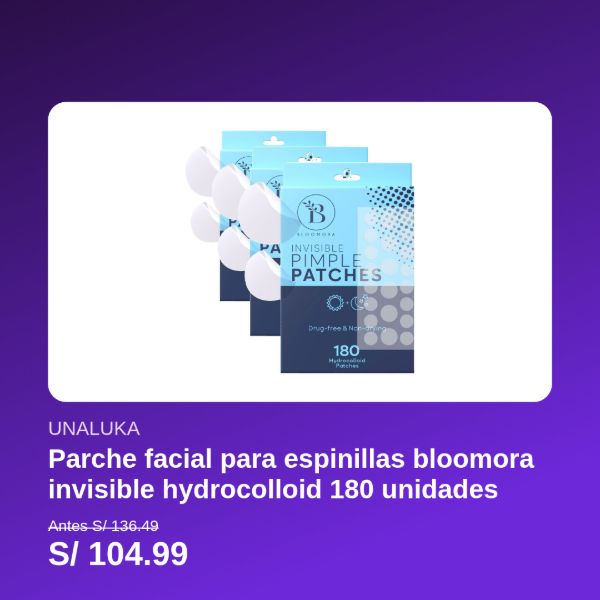 B
BLOOMORA
INVISIBLE
PIMPLE
PATCHES
Drug-free & Non-drying
180
Hydrocolloid
Patches
UNALUKA
Parche facial para espinillas bloomora
invisible hydrocolloid 180 unidades
Antes S/ 136.49
S/ 104.99